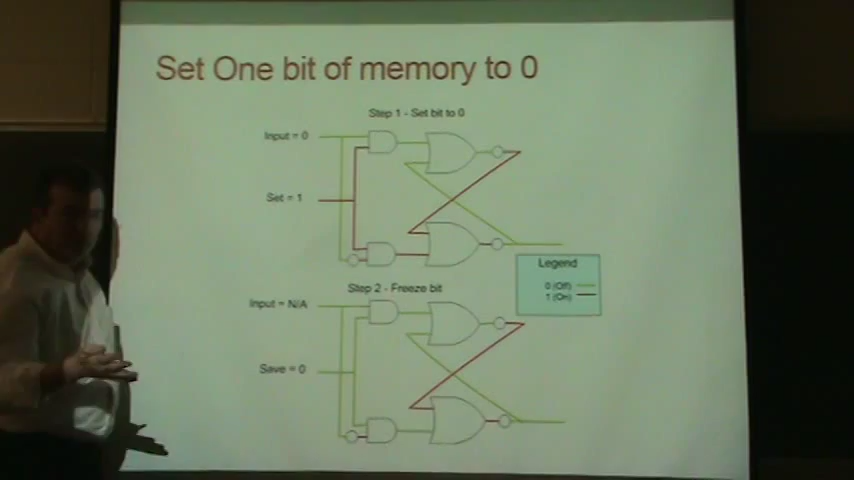 Set One bit of memory to 0
Step 1 - Set bit to 0
Input = 0
Set = 1
Legend
0 (Off)
1 (On)
Step 2 - Freeze bit
Input = N/A
Save = 0